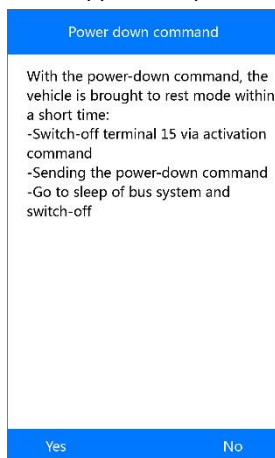 Power down command
With the power-down command, the
vehicle is brought to rest mode within
a short time:
-Switch-off terminal 15 via activation
command
-Sending the power-down command
-Go to sleep of bus system and
switch-off
Yes No